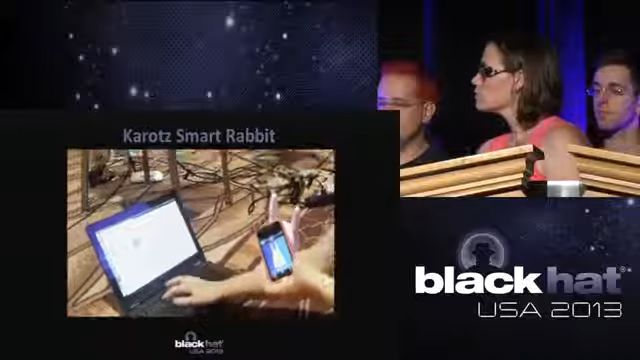 Karotz Smart Rabbit
black hat
USA 2013
black hat®
USA 2013